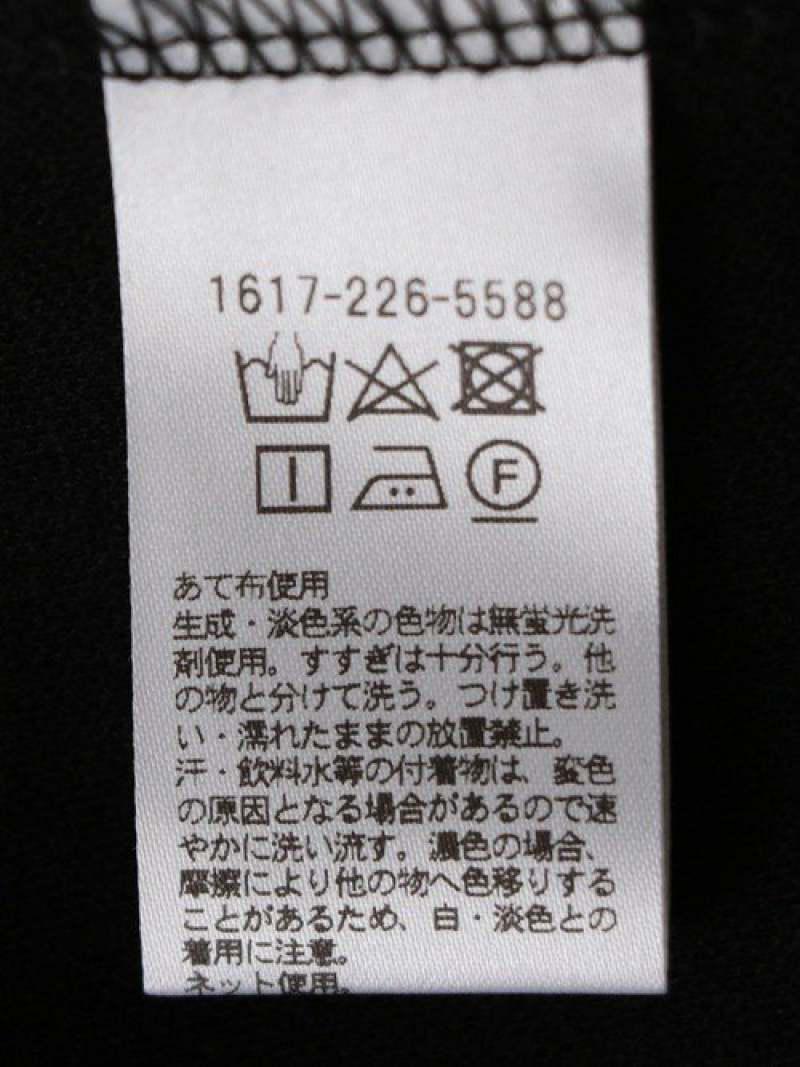 1617-226-5588
F
あて布使用
生成・淡色系の色物は無蛍光洗
剤使用。すすぎは十分行う。他
の物と分けて洗う。つけ置き洗
い・濡れたままの放置禁止。
汗・飲料水等の付着物は、変色
の原因となる場合があるので速
やかに洗い流す。濃色の場合、
摩擦により他の物へ色移りする
ことがあるため、白・淡色との
着用に注意。
ネット使用。